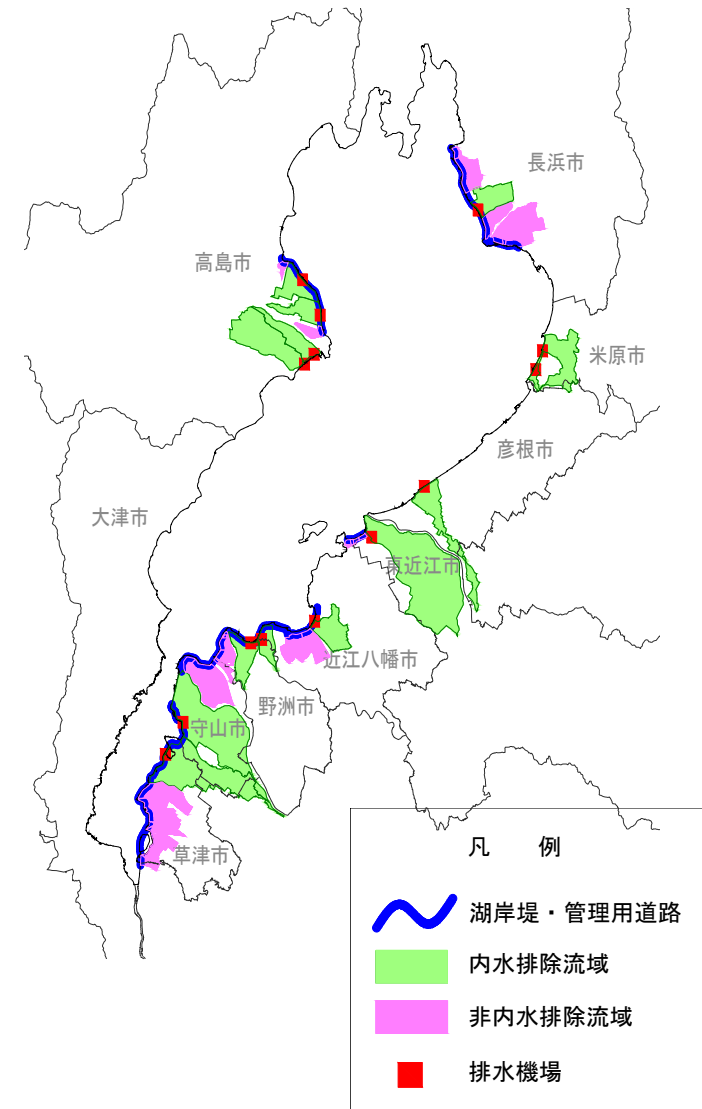 長浜市
高島市
米原市
彦根市
大津市
東近江市
近江八幡市
野洲市
守山市
草津市
凡 例
湖岸堤・管理用道路
内水排除流域
非内水排除流域
排水機場